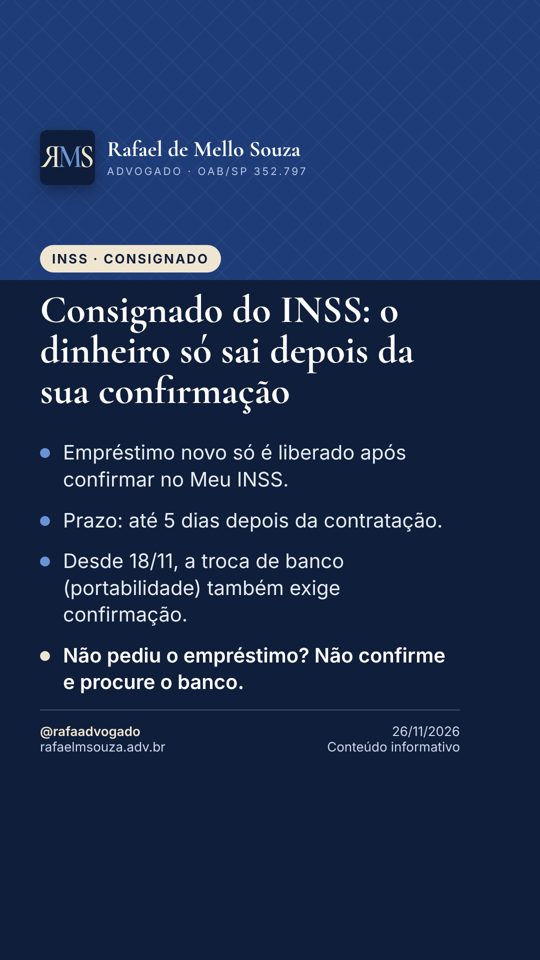 RMS
Rafael de Mello Souza
ADVOGADO · OAB/SP 352.797
INSS · CONSIGNADO
Consignado do INSS: o
dinheiro só sai depois da
sua confirmação
Empréstimo novo só é liberado após
confirmar no Meu INSS.
Prazo: até 5 dias depois da contratação.
Desde 18/11, a troca de banco
(portabilidade) também exige
confirmação.
Não pediu o empréstimo? Não confirme
e procure o banco.
@rafaadvogado
26/11/2026
rafaelmsouza.adv.br
Conteúdo informativo